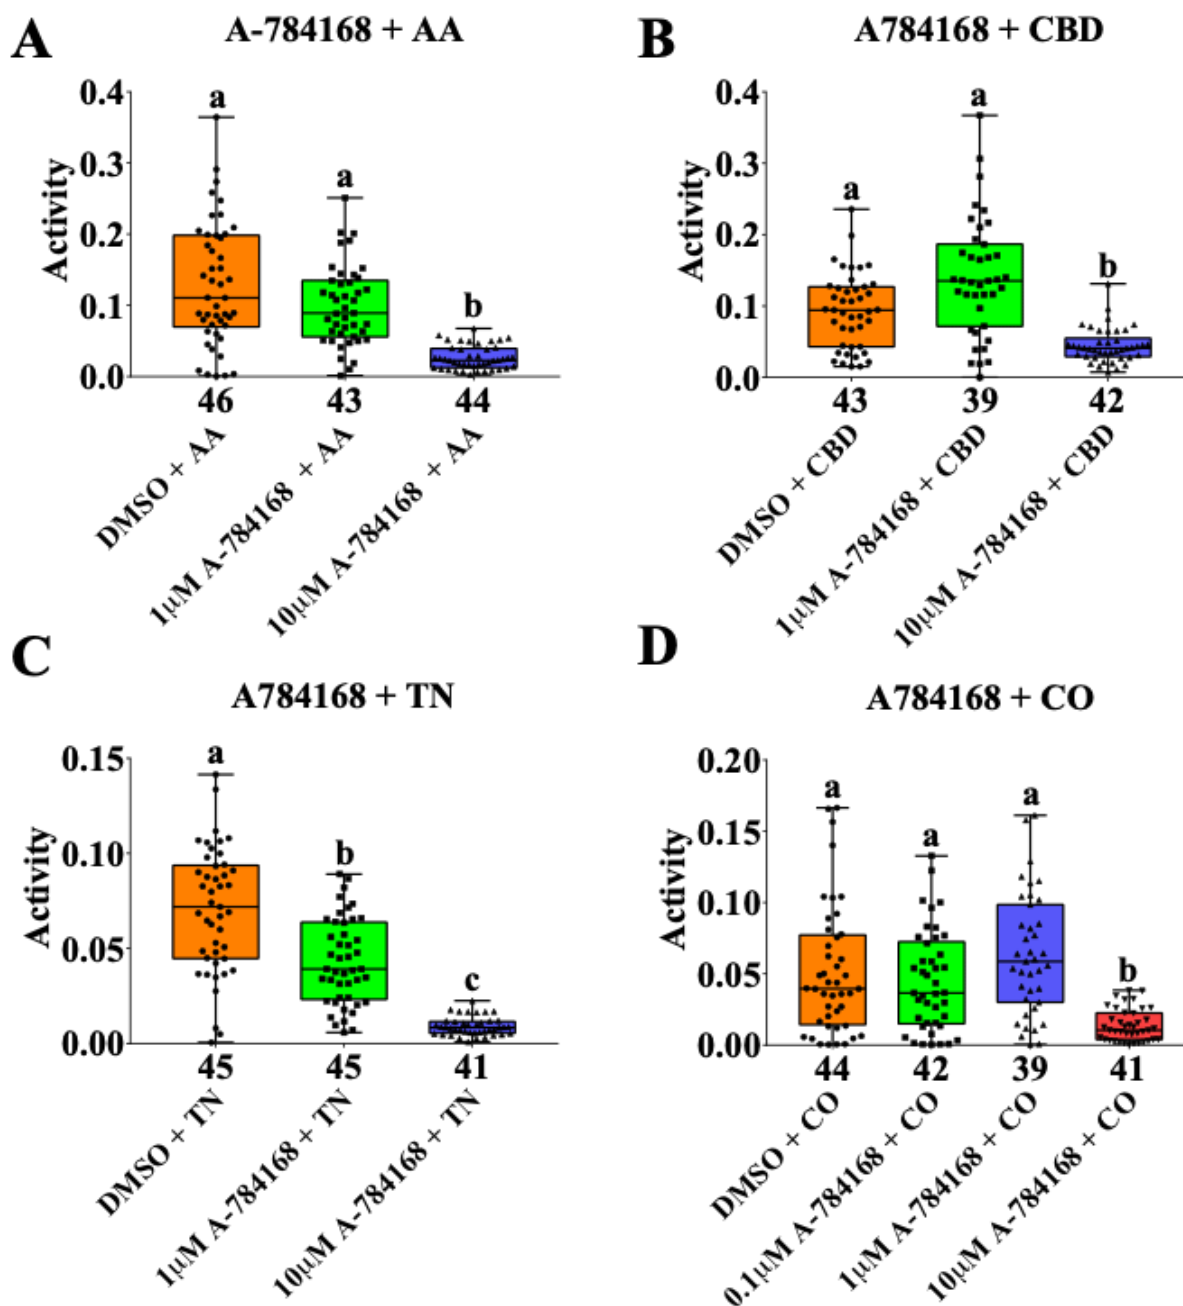 A
A-784168 + AA
Activity
0.4
0.3
0.2
0.1
0.0
a
a
b
46
43
44
DMSO + AA
1μM A-784168 + AA
10μM A-784168 + AA
B
A784168 + CBD
Activity
0.4
0.3
0.2
0.1
0.0
a
a
b
43
39
42
DMSO + CBD
1μM A-784168 + CBD
10μM A-784168 + CBD
C
A784168 + TN
Activity
0.15
0.10
0.05
0.00
a
b
c
45
45
41
DMSO + TN
1μM A-784168 + TN
10μM A-784168 + TN
D
A784168 + CO
Activity
0.20
0.15
0.10
0.05
0.00
a
a
a
b
44
42
39
41
DMSO + CO
0.1μM A-784168 + CO
1μM A-784168 + CO
10μM A-784168 + CO